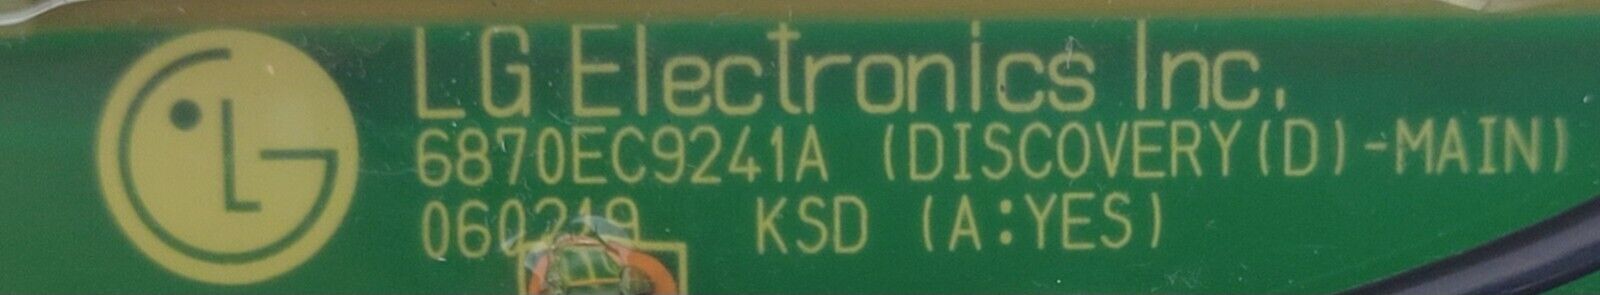 LG Electronics Inc.
6870EC9241A (DISCOVERY(D)-MAIN)
060219 KSD (A:YES)